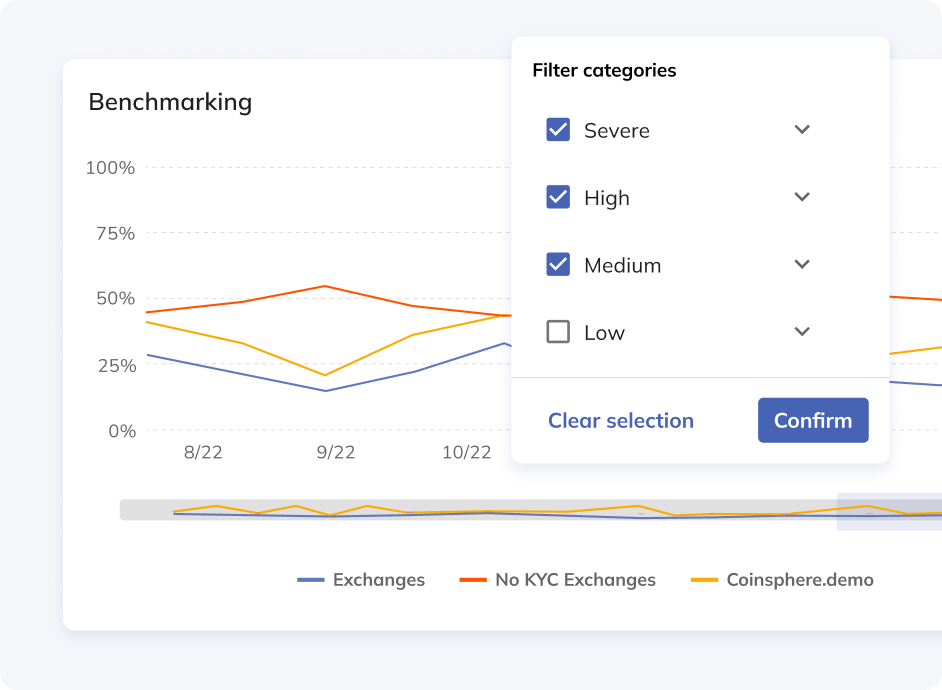 Filter categories
Benchmarking
Severe
High
Medium
Low
Clear selection
Confirm
100%
75%
50%
25%
0%
8/22
9/22
10/22
Exchanges
No KYC Exchanges
Coinsphere.demo